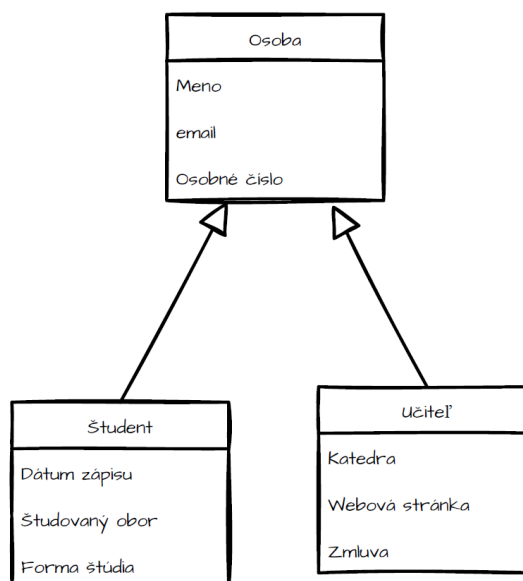 Osoba
Meno
email
Osobné číslo
Študent
Dátum zápisu
Študovaný obor
Forma štúdia
Učiteľ
Katedra
Webová stránka
Zmluva